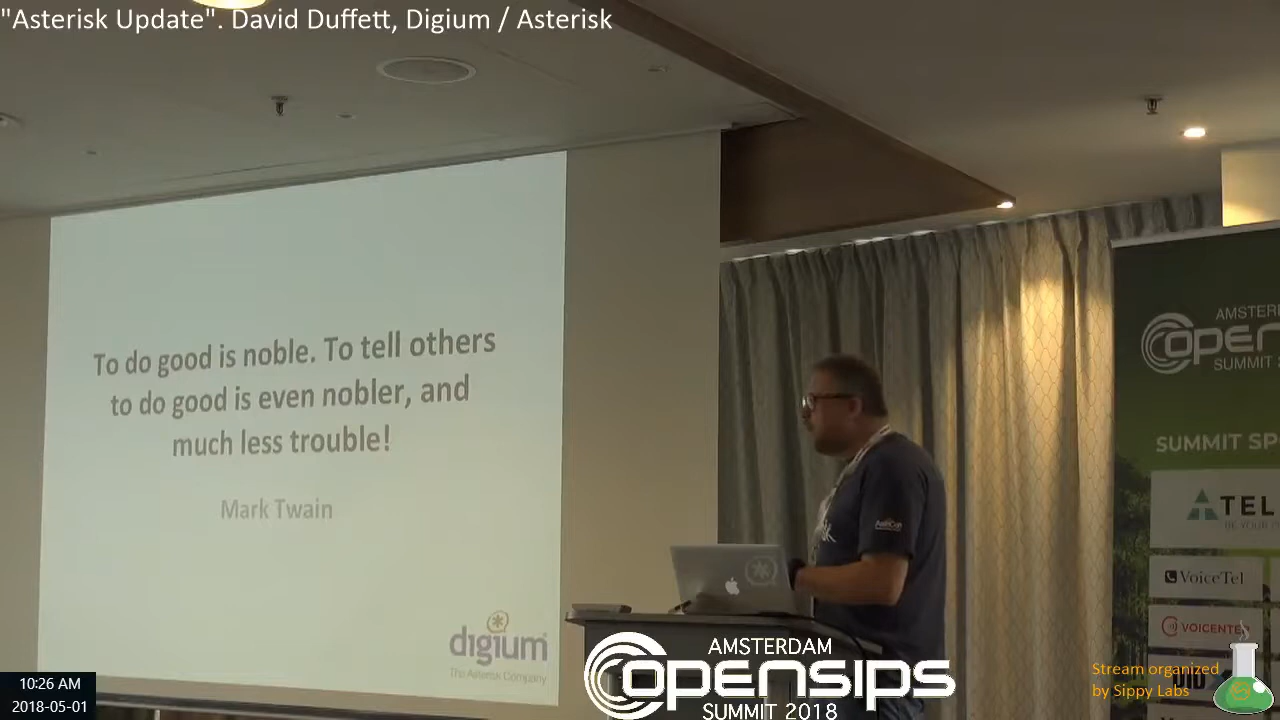 "Asterisk Update". David Duffett, Digium / Asterisk
To do good is noble. To tell others
to do good is even nobler, and
much less trouble!
Mark Twain
digium
The Asterisk Company
AMSTERDAM
OPENSIPS
SUMMIT 2018
10:26 AM
2018-05-01
SUMMIT
SUMMIT
TEL
BE YOUR
VoiceTel
VOICENTER
Stream organized
by Sippy Labs